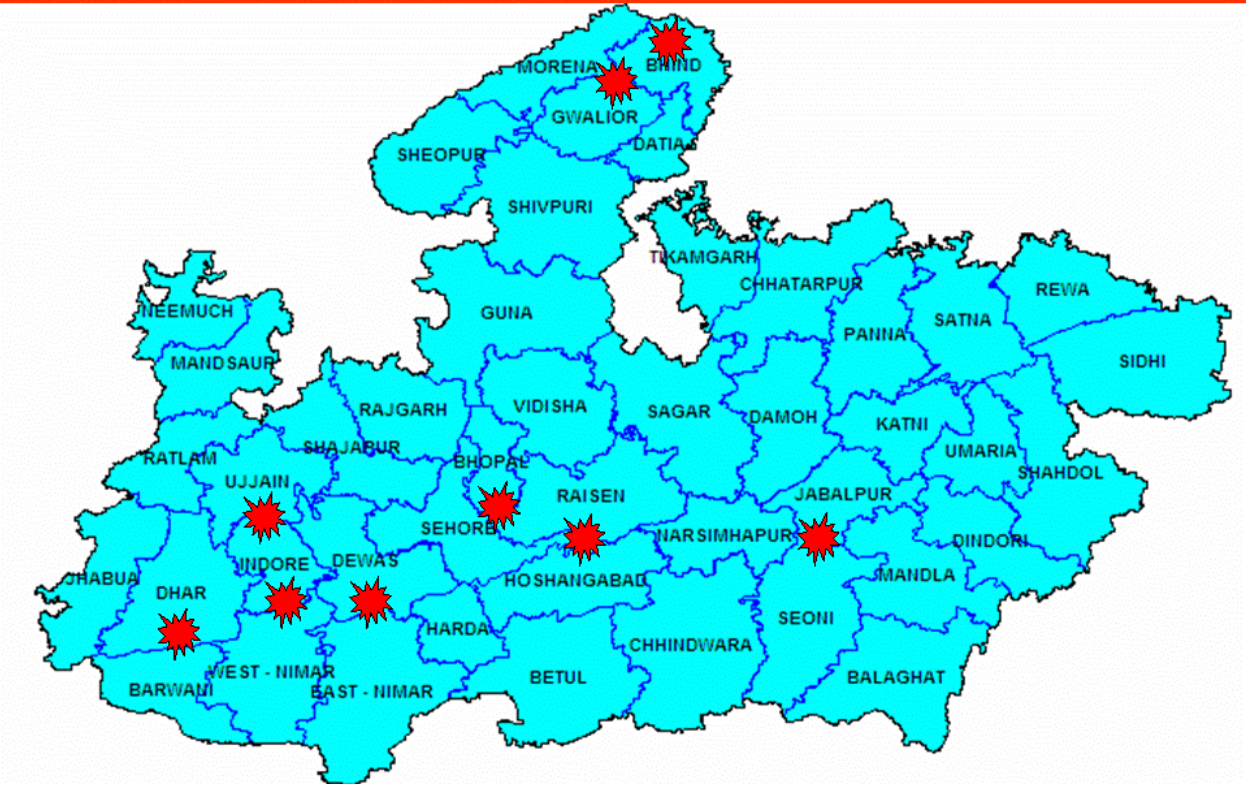 MORENA
BHIND
GWALIOR
DATIA
SHEOPUR
SHIVPURI
TIKAMGARH
CHHATARPUR
REWA
NEEMUCH
GUNA
PANNA
SATNA
MANDSAUR
SIDHI
RAJGARH
VIDISHA
SAGAR
DAMOH
KATNI
SHAJAPUR
UMARIA
RATLAM
BHOPAL
SHAHDOL
UJJAIN
RAISEN
JABALPUR
SEHORE
NARSIMHAPUR
DINDORI
INDORE
DEWAS
JHABUA
HOSHANGABAD
MANDLA
DHAR
SEONI
HARDA
CHHINDWARA
WEST - NIMAR
BETUL
BALAGHAT
BARWANI
EAST - NIMAR